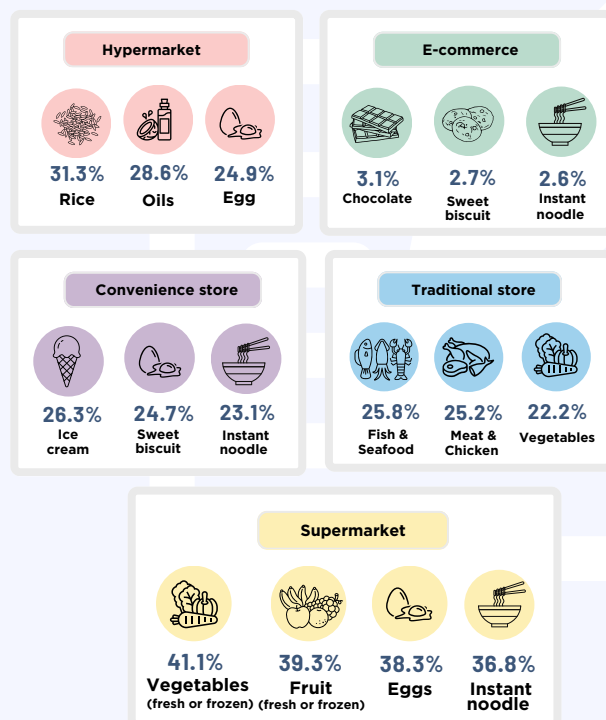 Hypermarket
31.3% 28.6% 24.9%
Rice Oils Egg
E-commerce
3.1% 2.7% 2.6%
Chocolate Sweet Instant
biscuit noodle
Convenience store
26.3% 24.7% 23.1%
Ice Sweet Instant
cream biscuit noodle
Traditional store
25.8% 25.2% 22.2%
Fish & Meat & Vegetables
Seafood Chicken
Supermarket
41.1% 39.3% 38.3% 36.8%
Vegetables Fruit Eggs Instant
(fresh or frozen) (fresh or frozen) noodle